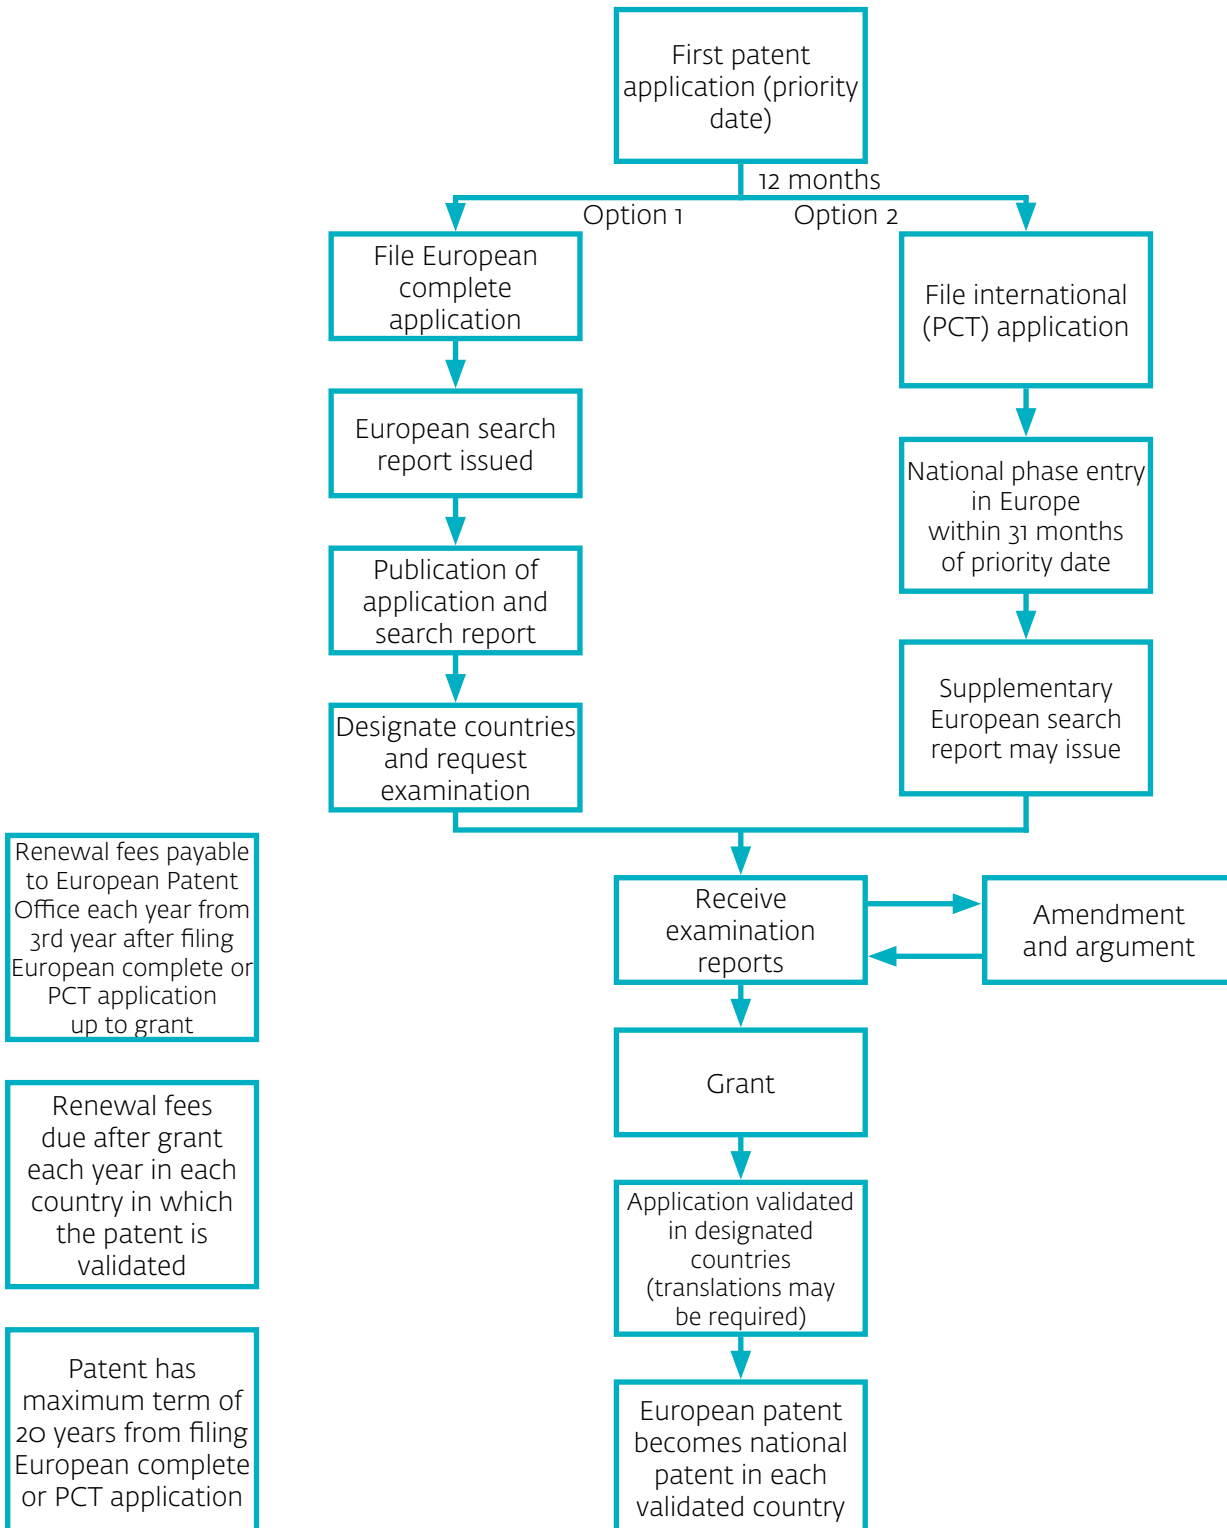 First patent
application (priority
date)
12 months
Option 1
Option 2
File European
complete
application
File international
(PCT) application
European search
report issued
National phase entry
in Europe
within 31 months
of priority date
Publication of
application and
search report
Supplementary
European search
report may issue
Designate countries
and request
examination
Renewal fees payable
to European Patent
Office each year from
3rd year after filing
European complete or
PCT application
up to grant
Receive
examination
reports
Amendment
and argument
Grant
Renewal fees
due after grant
each year in each
country in which
the patent is
validated
Application validated
in designated
countries
(translations may
be required)
Patent has
maximum term of
20 years from filing
European complete
or PCT application
European patent
becomes national
patent in each
validated country